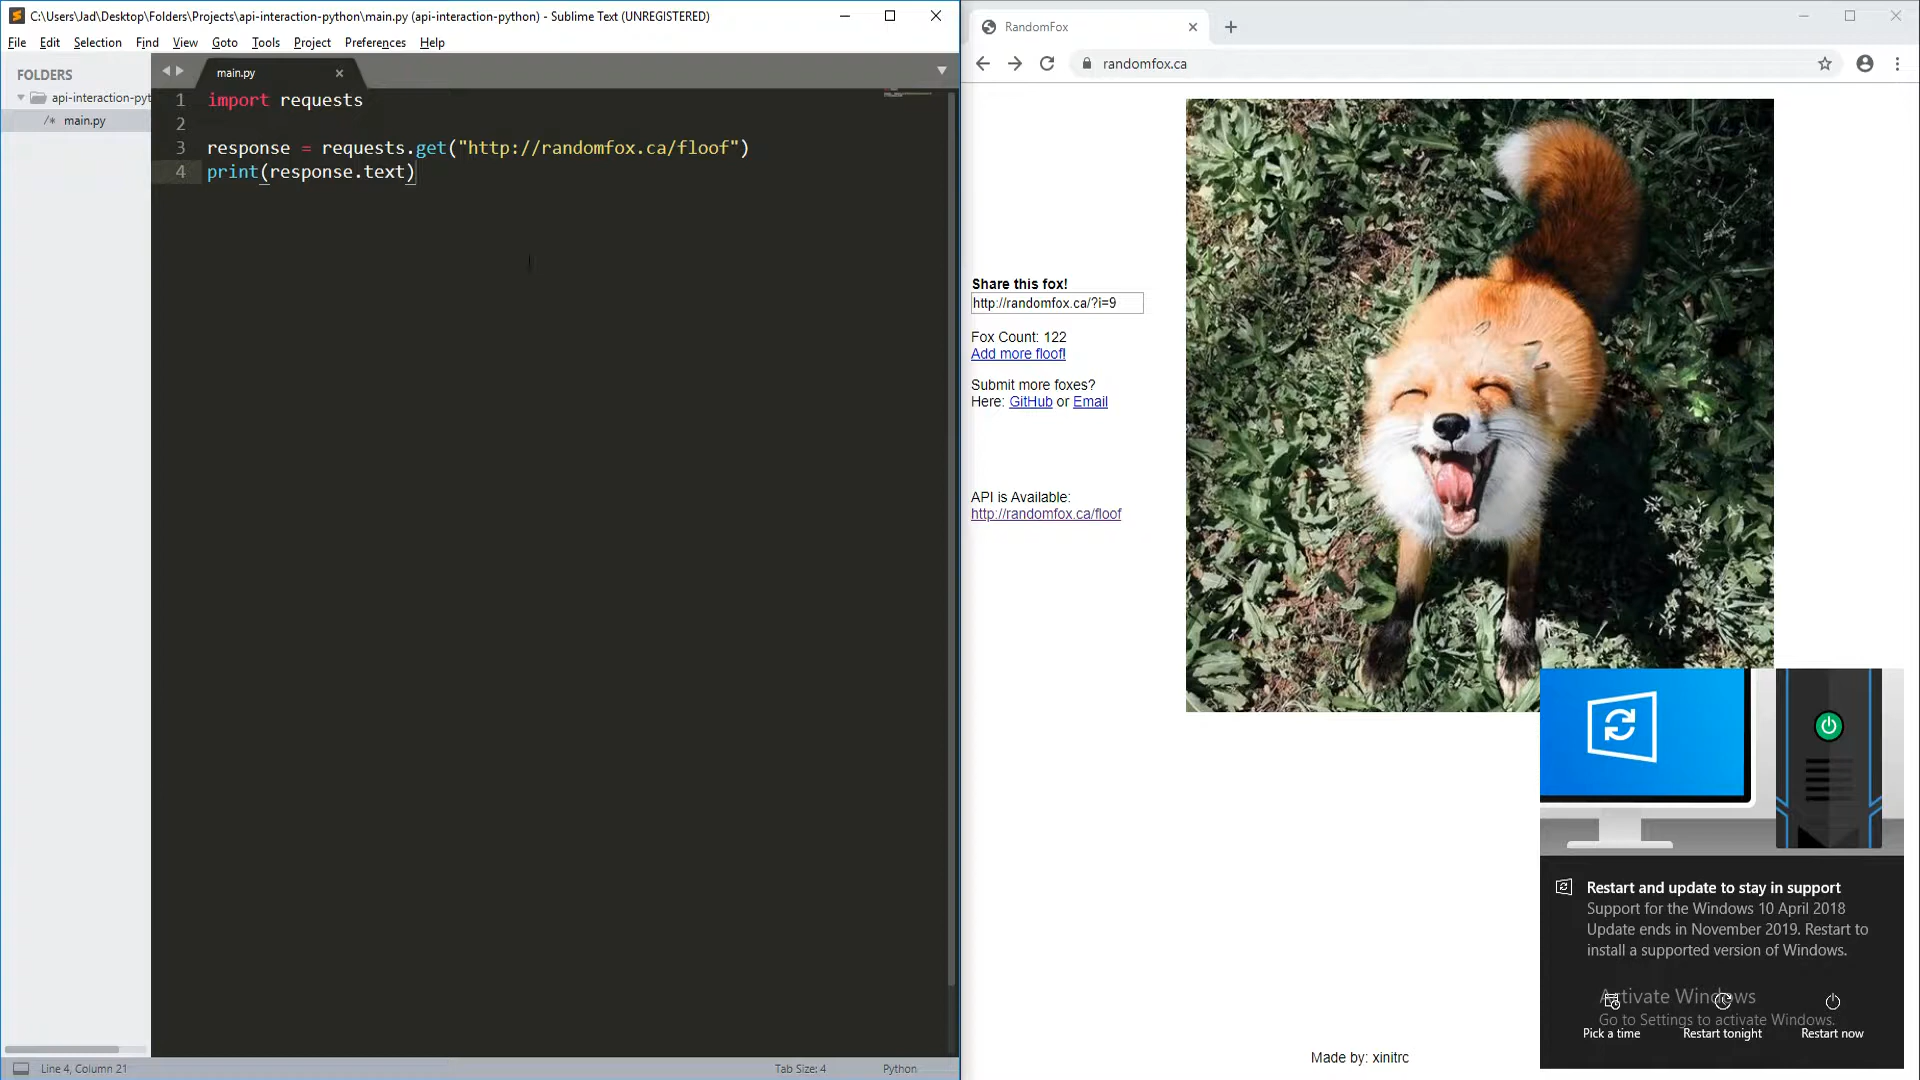 C:\Users\Jad\Desktop\Folders\Projects\api-interaction-python\main.py (api-interaction-python) - Sublime Text (UNREGISTERED)
File Edit Selection Find View Goto Tools Project Preferences Help
FOLDERS
api-interaction-pyt
/* main.py
main.py
1 import requests
2
3 response = requests.get("http://randomfox.ca/floof")
4 print(response.text)
Line 4, Column 21
Tab Size: 4
Python
RandomFox
randomfox.ca
Share this fox!
http://randomfox.ca/?i=9
Fox Count: 122
Add more floof!
Submit more foxes?
Here: GitHub or Email
API is Available:
http://randomfox.ca/floof
Made by: xinitrc
Restart and update to stay in support
Support for the Windows 10 April 2018
Update ends in November 2019. Restart to
install a supported version of Windows.
Activate Windows
Go to Settings to activate Windows.
Pick a time
Restart tonight
Restart now